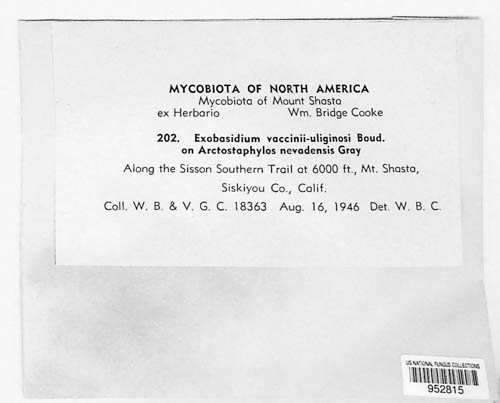 MYCOBIOTA OF NORTH AMERICA
Mycobiota of Mount Shasta
ex Herbario Wm. Bridge Cooke
202. Exobasidium vaccinii-uliginosi Boud.
on Arctostaphylos nevadensis Gray
Along the Sisson Southern Trail at 6000 ft., Mt. Shasta,
Siskiyou Co., Calif.
Coll. W. B. & V. G. C. 18363 Aug. 16, 1946 Det. W. B. C.
US NATIONAL FUNGUS COLLECTIONS
952815